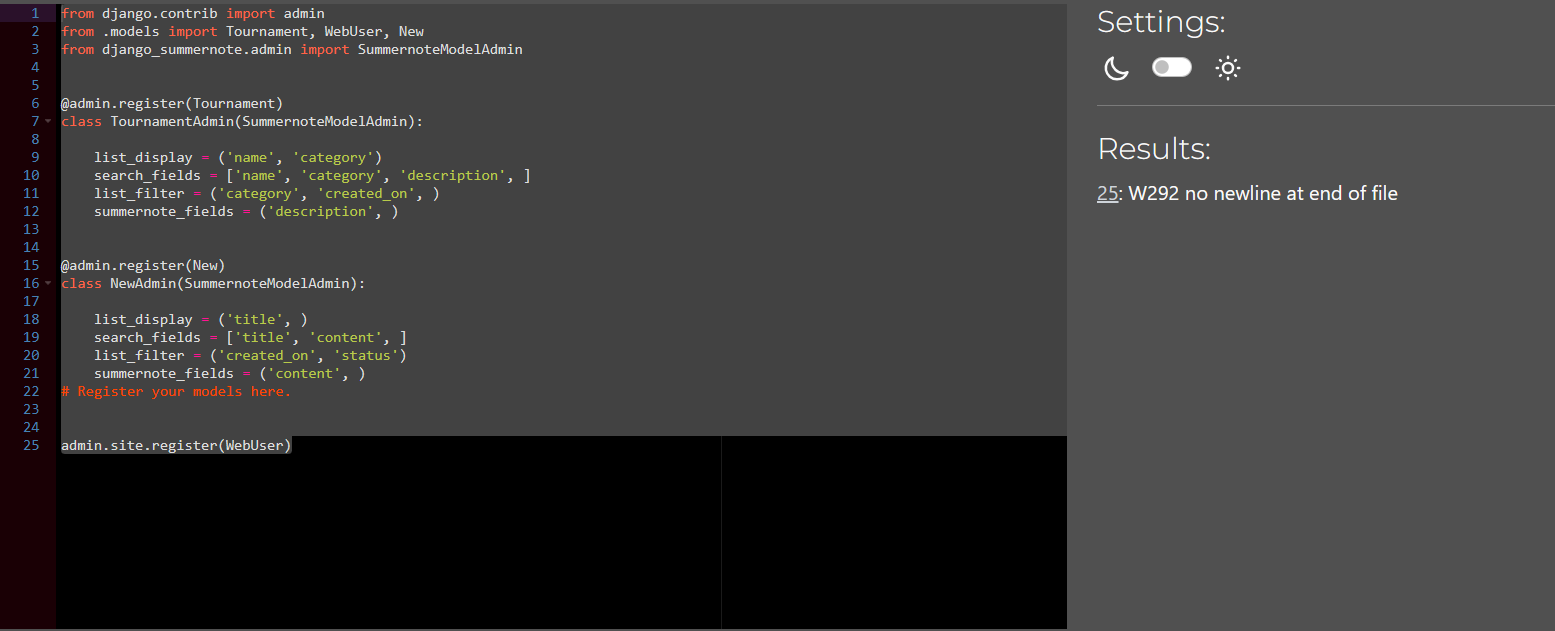 1 from django.contrib import admin
2 from .models import Tournament, WebUser, New
3 from django_summernote.admin import SummernoteModelAdmin
4
5
6 @admin.register(Tournament)
7 class TournamentAdmin(SummernoteModelAdmin):
8
9     list_display = ('name', 'category')
10     search_fields = ['name', 'category', 'description', ]
11     list_filter = ('category', 'created_on', )
12     summernote_fields = ('description', )
13
14
15 @admin.register(New)
16 class NewAdmin(SummernoteModelAdmin):
17
18     list_display = ('title', )
19     search_fields = ['title', 'content', ]
20     list_filter = ('created_on', 'status')
21     summernote_fields = ('content', )
22 # Register your models here.
23
24
25 admin.site.register(WebUser)
Settings:
Results:
25: W292 no newline at end of file